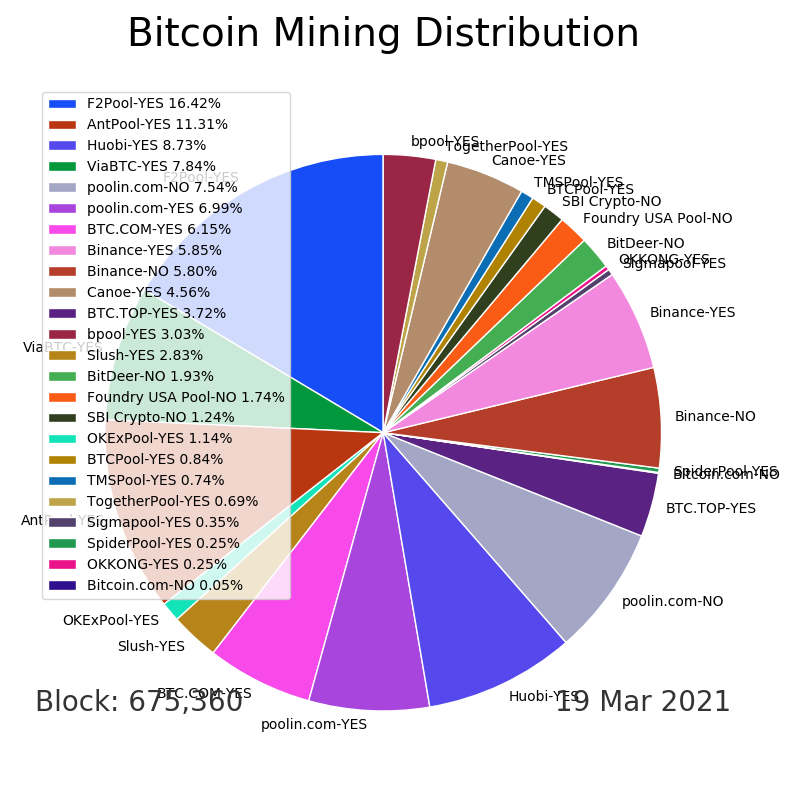 Bitcoin Mining Distribution
F2Pool-YES 16.42%
AntPool-YES 11.31%
Huobi-YES 8.73%
ViaBTC-YES 7.84%
poolin.com-NO 7.54%
poolin.com-YES 6.99%
BTC.COM-YES 6.15%
Binance-YES 5.85%
Binance-NO 5.80%
Canoe-YES 4.56%
BTC.TOP-YES 3.72%
bpool-YES 3.03%
Slush-YES 2.83%
BitDeer-NO 1.93%
Foundry USA Pool-NO 1.74%
SBI Crypto-NO 1.24%
OKExPool-YES 1.14%
BTCPool-YES 0.84%
TMSPool-YES 0.74%
TogetherPool-YES 0.69%
Sigmapool-YES 0.35%
SpiderPool-YES 0.25%
OKKONG-YES 0.25%
Bitcoin.com-NO 0.05%
bpool-YES
TogetherPool-YES
Canoe-YES
TMSPool-YES
BTCPool-YES
SBI Crypto-NO
Foundry USA Pool-NO
BitDeer-NO
OKKONG-YES
Sigmapool-YES
Binance-YES
Binance-NO
SpiderPool-YES
Bitcoin.com-NO
BTC.TOP-YES
poolin.com-NO
Huobi-YES
poolin.com-YES
BTC.COM-YES
Slush-YES
OKExPool-YES
AntPool-YES
ViaBTC-YES
F2Pool-YES
Block: 675,360
19 Mar 2021